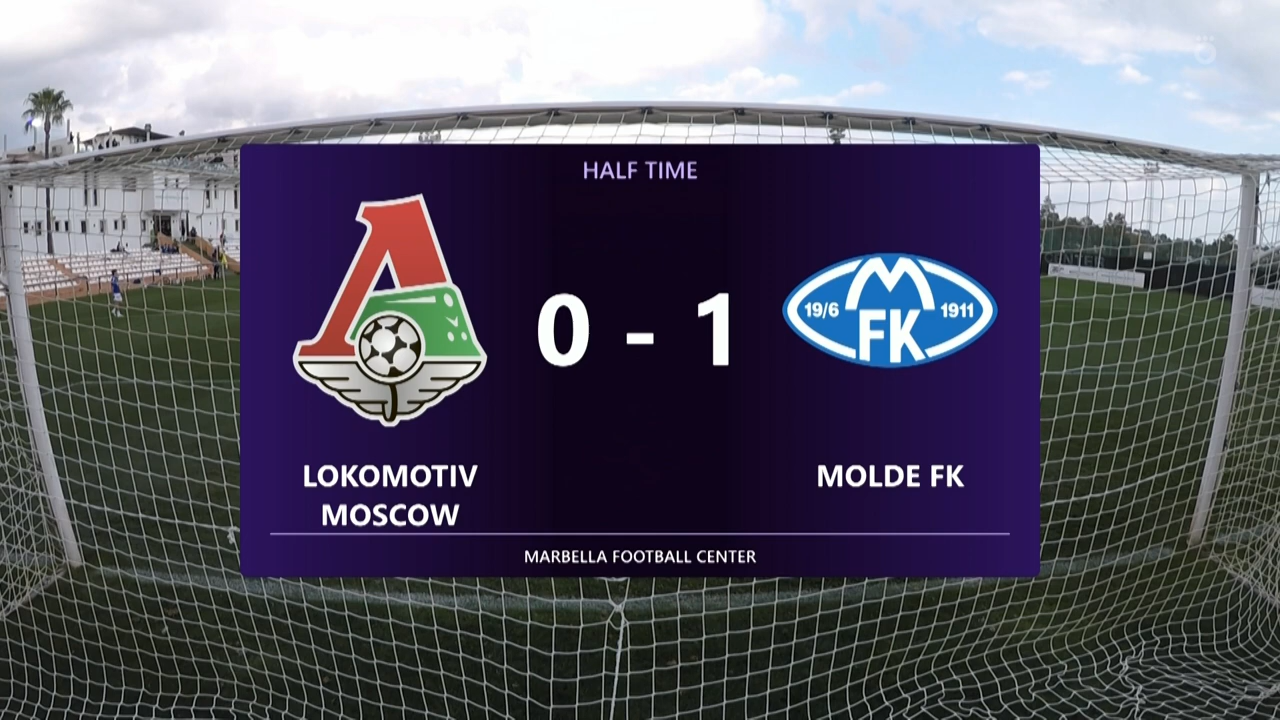 HALF TIME
0 - 1
M
19/6 1911
FK
LOKOMOTIV
MOSCOW
MOLDE FK
MARBELLA FOOTBALL CENTER